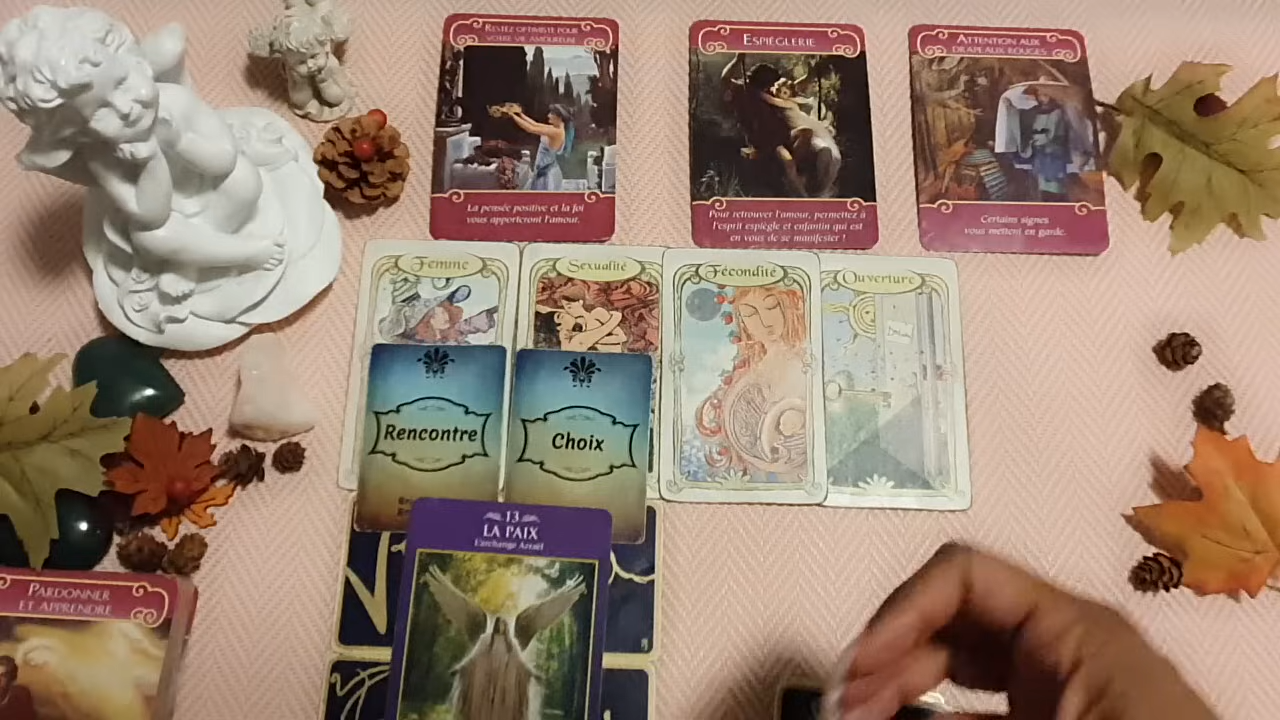 RESTEZ OPTIMISTE POUR
VOTRE VIE AMOUREUSE
La pensée positive et la foi
vous apporteront l'amour.
ESPIÈGLERIE
Pour retrouver l'amour, permettez à
l'esprit espiègle et enfantin qui est
en vous de se manifester !
ATTENTION AUX
DRAPEAUX ROUGES
Certains signes
vous mettent en garde.
Femme
Sexualité
Fécondité
Ouverture
Rencontre
Choix
13
LA PAIX
L'archange Azraël
PARDONNER
ET APPRENDRE